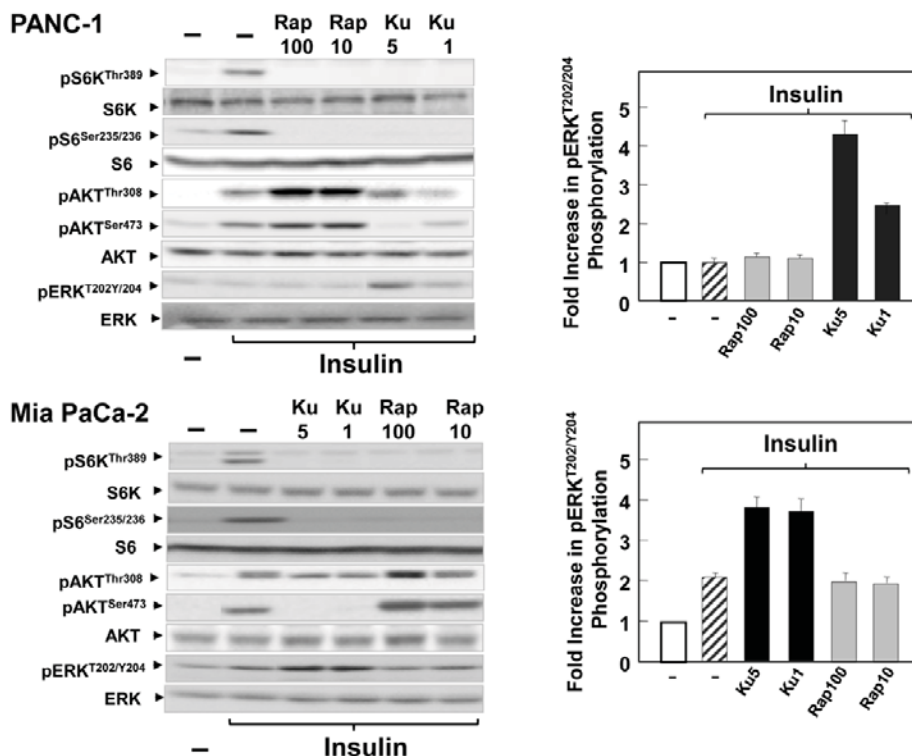 PANC-1
– – Rap Rap Ku Ku
100 10 5 1
pS6K^Thr389
S6K
pS6^Ser235/236
S6
pAKT^Thr308
pAKT^Ser473
AKT
pERK^T202Y/204
ERK
– Insulin
Fold Increase in pERK^T202/204
Phosphorylation
5
4
3
2
1
0
Insulin
- - Rap100 Rap10 Ku5 Ku1
Mia PaCa-2
– – Ku Ku Rap Rap
5 1 100 10
pS6K^Thr389
S6K
pS6^Ser235/236
S6
pAKT^Thr308
pAKT^Ser473
AKT
pERK^T202/Y204
ERK
– Insulin
Fold Increase in pERK^T202/Y204
Phosphorylation
5
4
3
2
1
0
Insulin
- - Ku5 Ku1 Rap100 Rap10